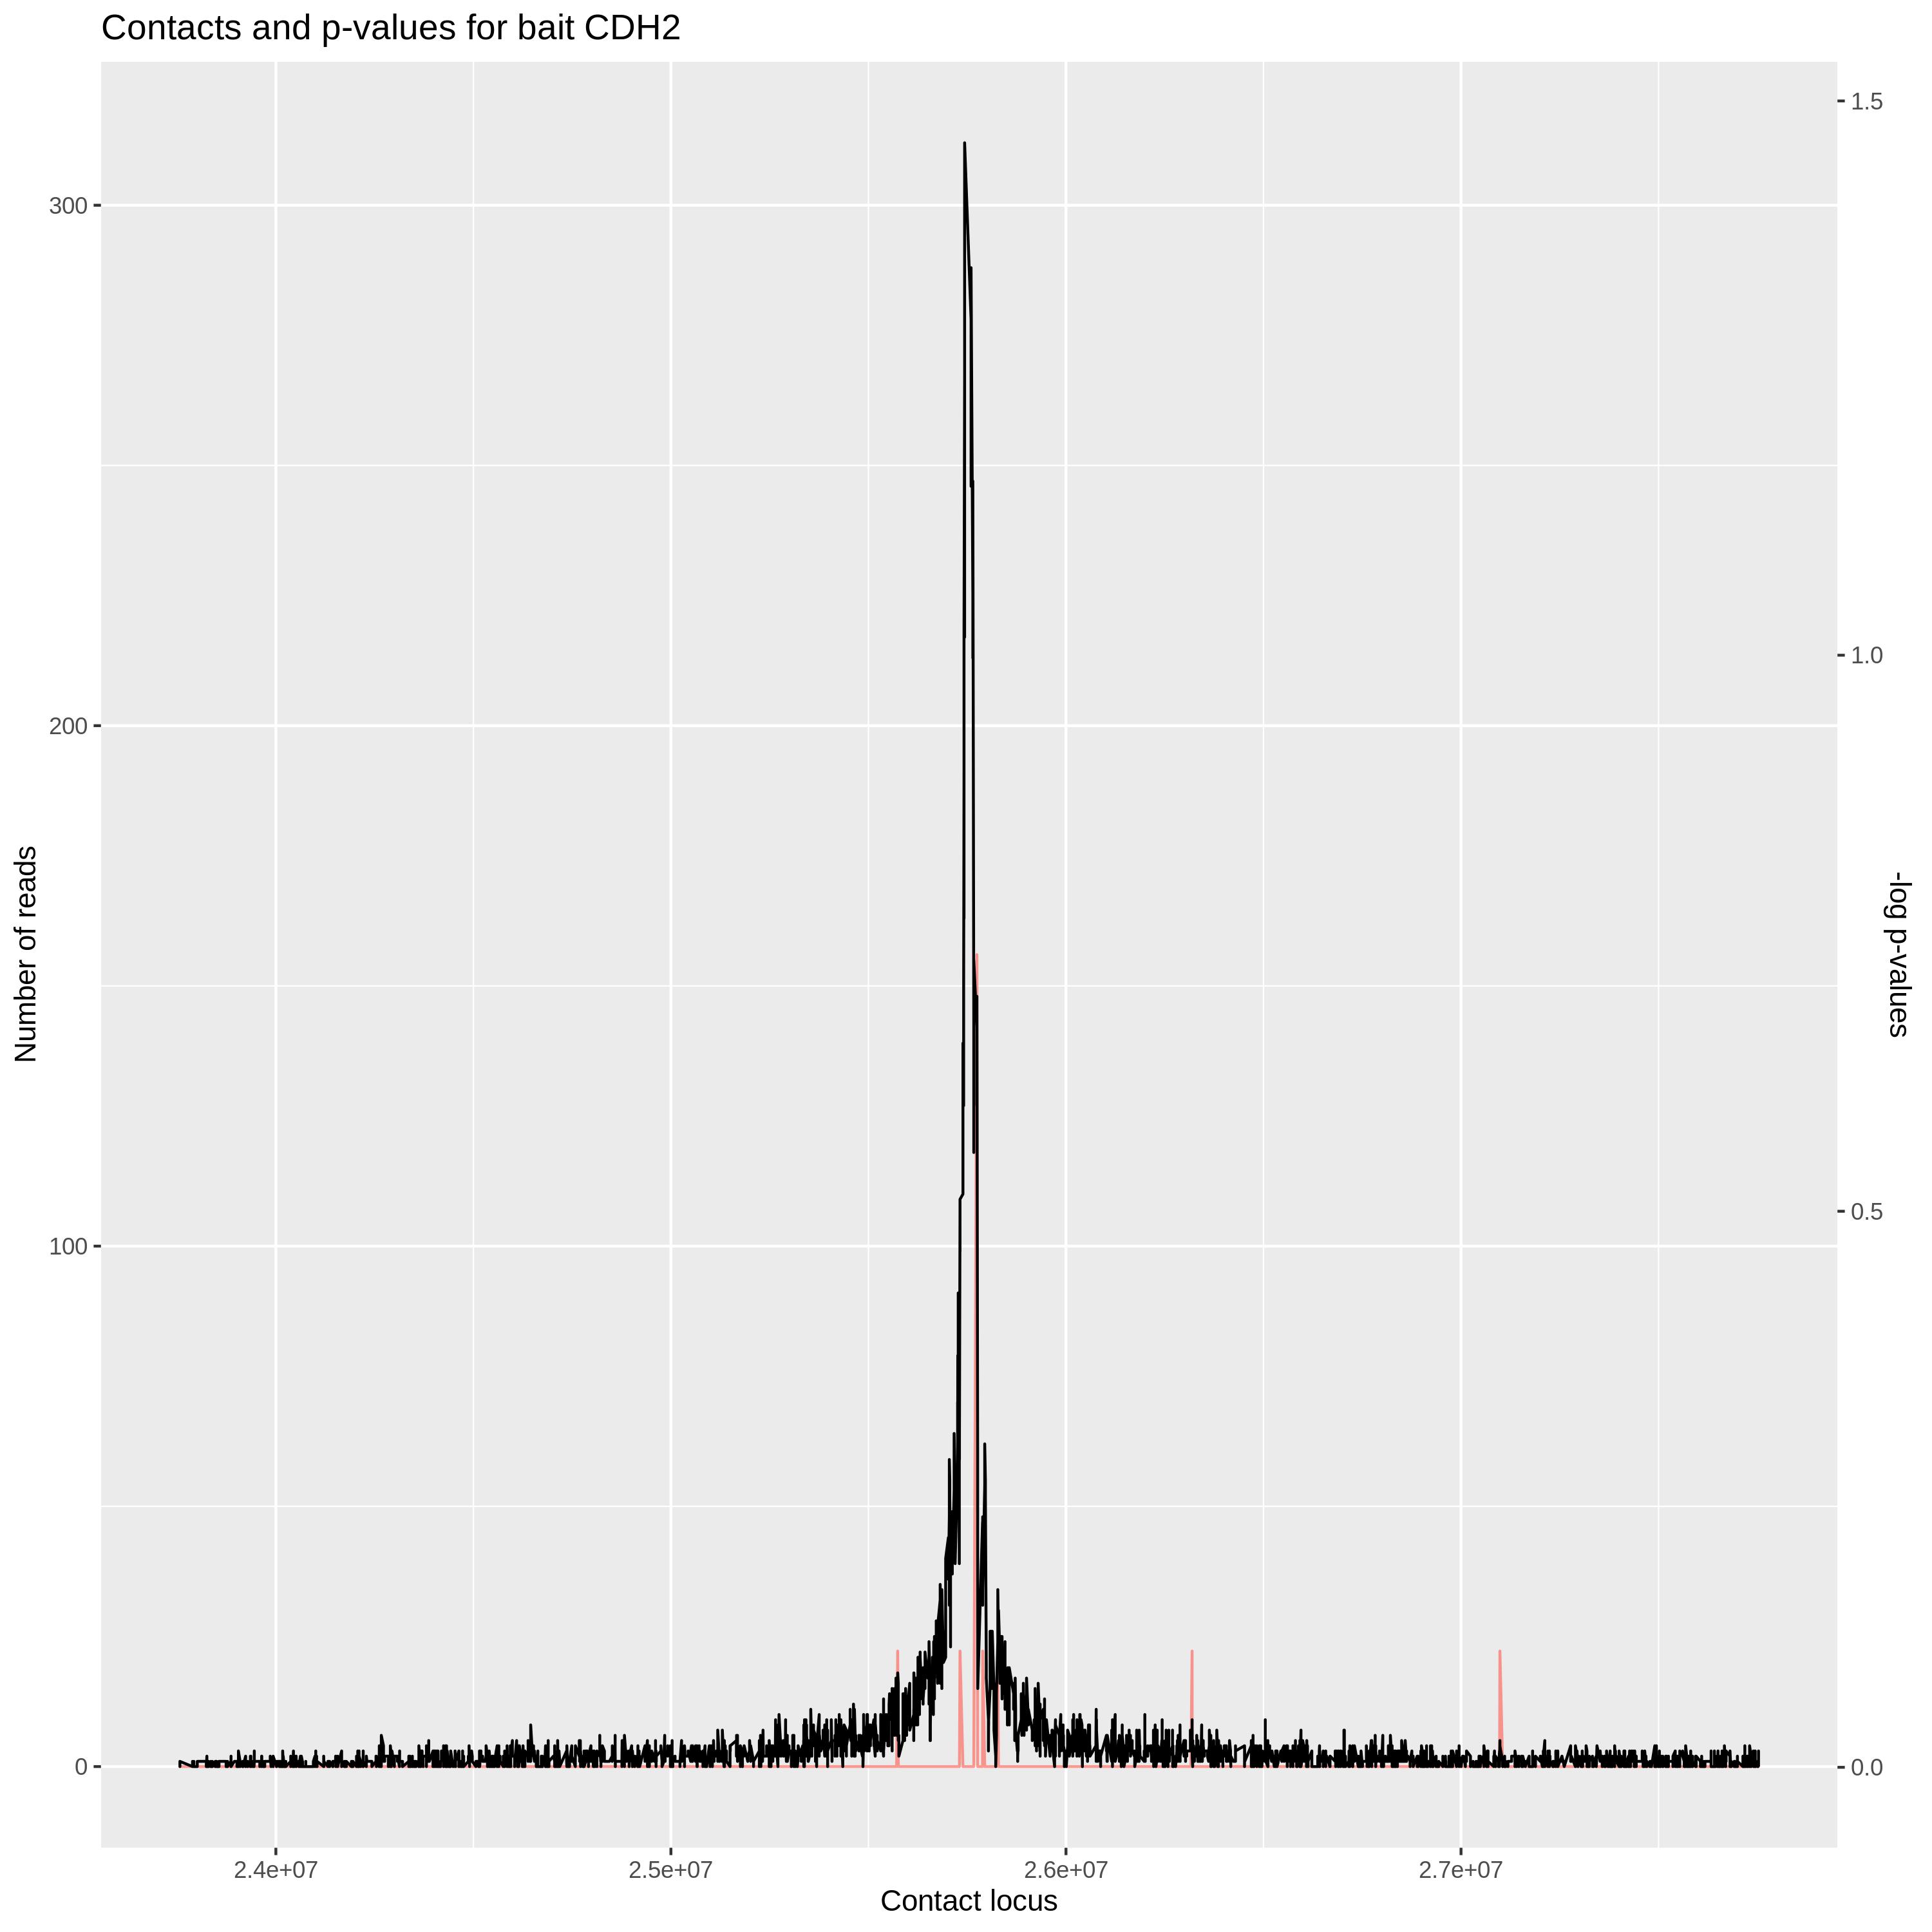 Contacts and p-values for bait CDH2
Number of reads
300
200
100
0
1.5
1.0
0.5
0.0
-log p-values
2.4e+07
2.5e+07
2.6e+07
2.7e+07
Contact locus